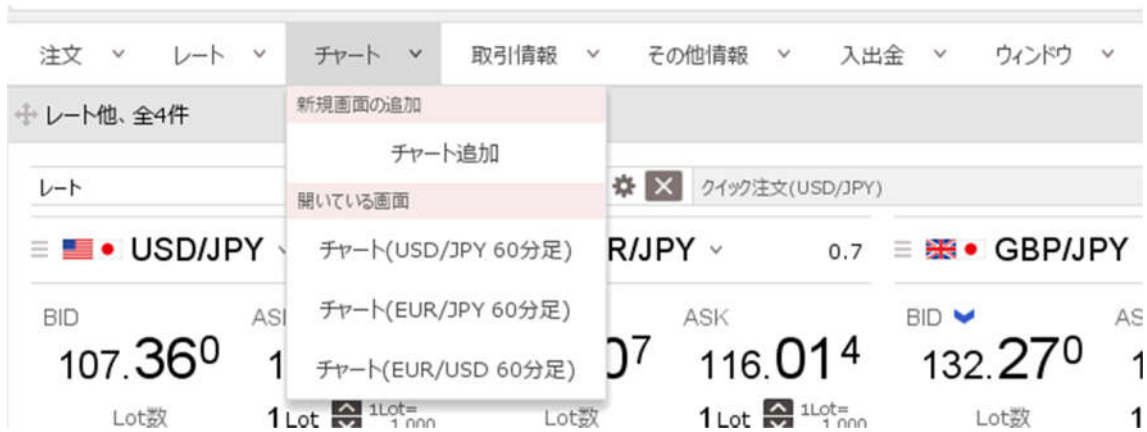 注文 レート チャート 取引情報 その他情報 入出金 ウィンドウ
レート他、全4件
新規画面の追加
チャート追加
開いている画面
チャート(USD/JPY 60分足)
チャート(EUR/JPY 60分足)
チャート(EUR/USD 60分足)
レート
クイック注文(USD/JPY)
USD/JPY
R/JPY 0.7
GBP/JPY
BID
ASK
BID
107.360
116.014
132.270
Lot数 1Lot 1Lot= 1,000
Lot数 1Lot 1Lot= 1,000
Lot数